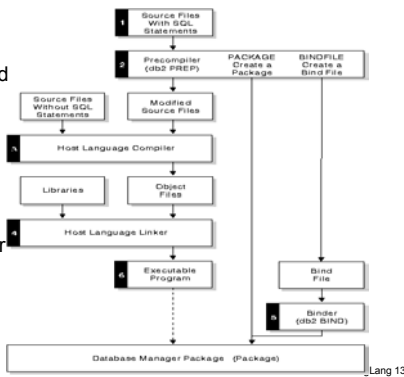 1
Source Files
With SQL
Statements
2
Precompiler
(db2 PREP)
PACKAGE
Create a
Package
BINDFILE
Create a
Bind File
d
Source Files
Without SQL
Statements
Modified
Source Files
3
Host Language Compiler
Libraries
Object
Files
4
Host Language Linker
r
6
Executable
Program
Bind
File
5
Binder
(db2 BIND)
Database Manager Package (Package)
Lang 13